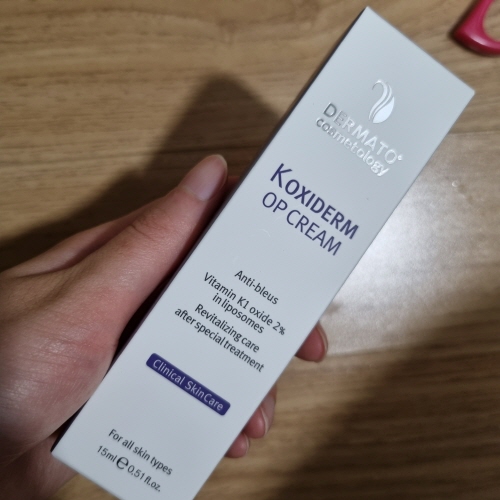 DERMATO®
cosmetology
KOXIDERM
OP CREAM
Anti-bleus
Vitamin K1 oxide 2%
in liposomes
Revitalizing care
after special treatment
Clinical SkinCare
For all skin types
15ml ℮ 0.51 fl.oz.